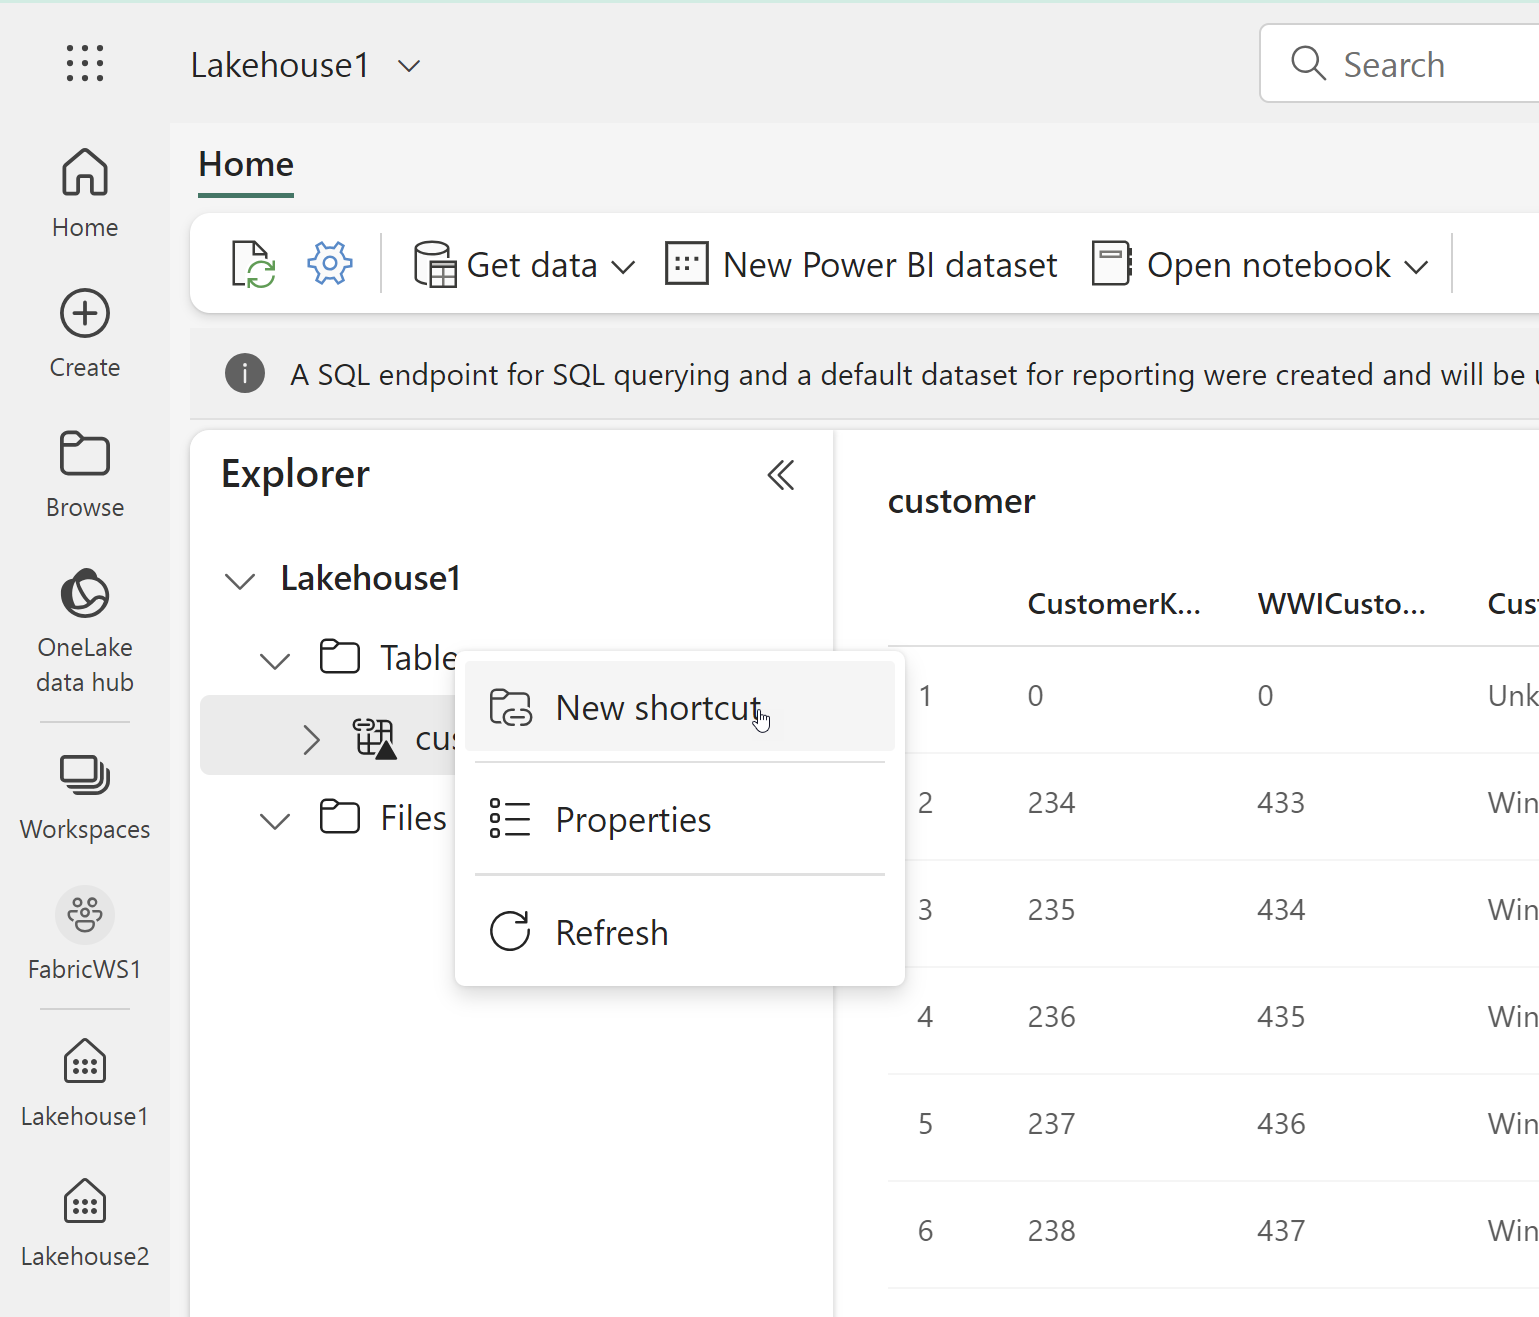 Lakehouse1
Search
Home
Home
Get data
New Power BI dataset
Open notebook
Create
A SQL endpoint for SQL querying and a default dataset for reporting were created and will be
Explorer
Browse
customer
Lakehouse1
CustomerK...
WWICusto...
Cus
OneLake
data hub
Table
New shortcut
1
0
0
Unk
cus
Workspaces
Properties
2
234
433
Win
Files
Refresh
3
235
434
Win
FabricWS1
4
236
435
Win
Lakehouse1
5
237
436
Win
Lakehouse2
6
238
437
Win